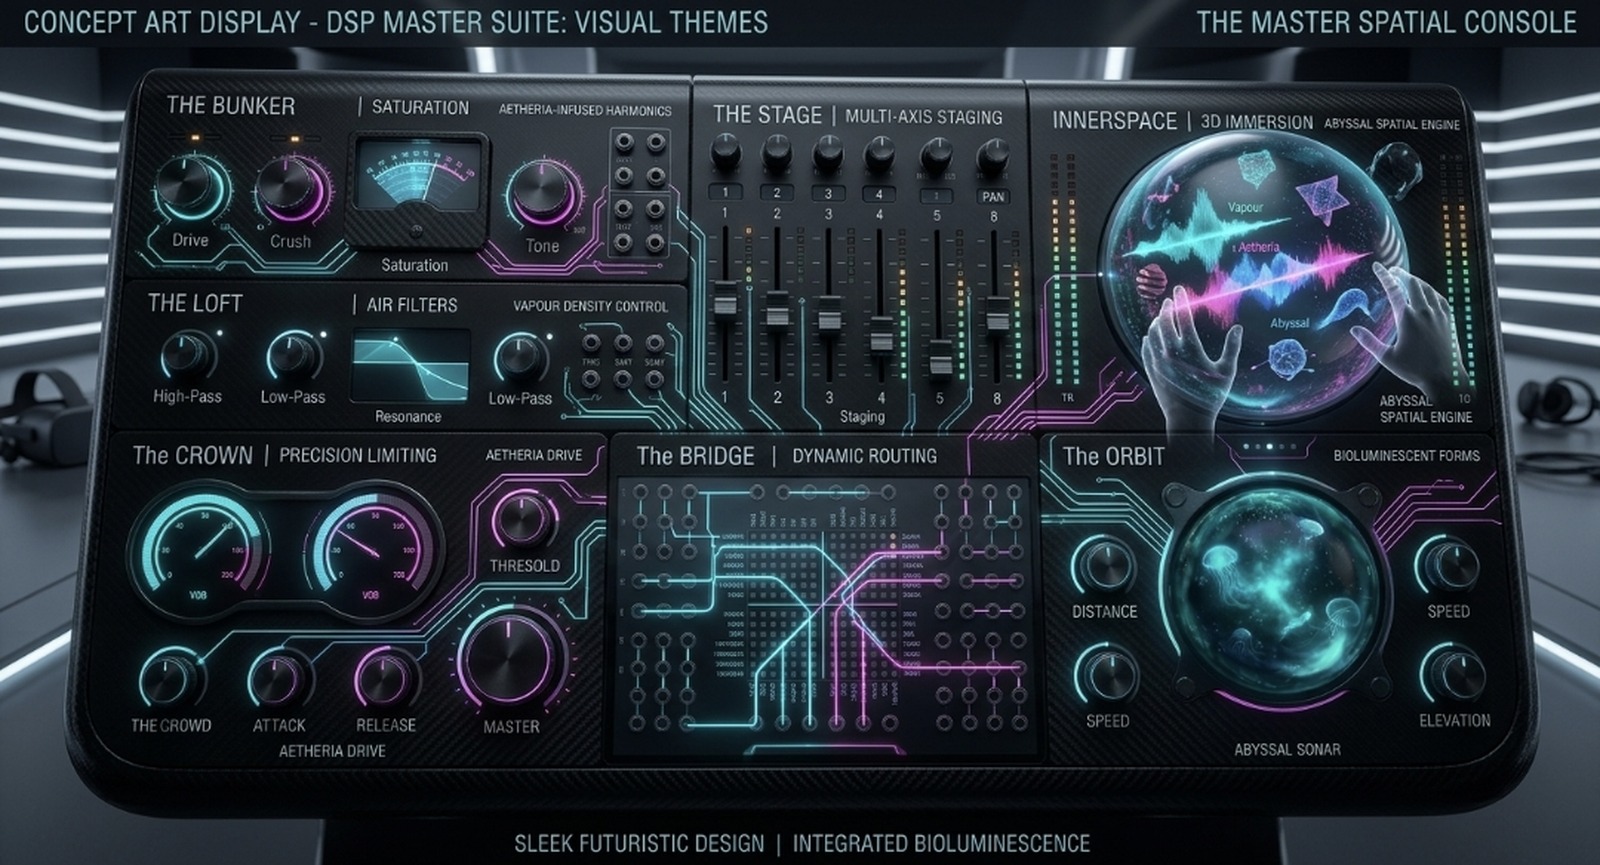 CONCEPT ART DISPLAY - DSP MASTER SUITE: VISUAL THEMES
THE MASTER SPATIAL CONSOLE
THE BUNKER | SATURATION
AETHERIA-INFUSED HARMONICS
Drive
Crush
Saturation
Tone
THE LOFT | AIR FILTERS
VAPOUR DENSITY CONTROL
High-Pass
Low-Pass
Resonance
Low-Pass
THE STAGE | MULTI-AXIS STAGING
1 2 3 4 1 PAN
1 2 3 4 5 8
1 2 3 4 5 8
Staging
INNERSPACE | 3D IMMERSION
ABYSSAL SPATIAL ENGINE
Vapour
Aetheria
Abyssal
TR
10
ABYSSAL
SPATIAL ENGINE
The CROWN | PRECISION LIMITING
AETHERIA DRIVE
THRESHOLD
THE CROWD
ATTACK
RELEASE
MASTER
AETHERIA DRIVE
The BRIDGE | DYNAMIC ROUTING
The ORBIT
BIOLUMINESCENT FORMS
DISTANCE
SPEED
SPEED
ELEVATION
ABYSSAL SONAR
SLEEK FUTURISTIC DESIGN | INTEGRATED BIOLUMINESCENCE